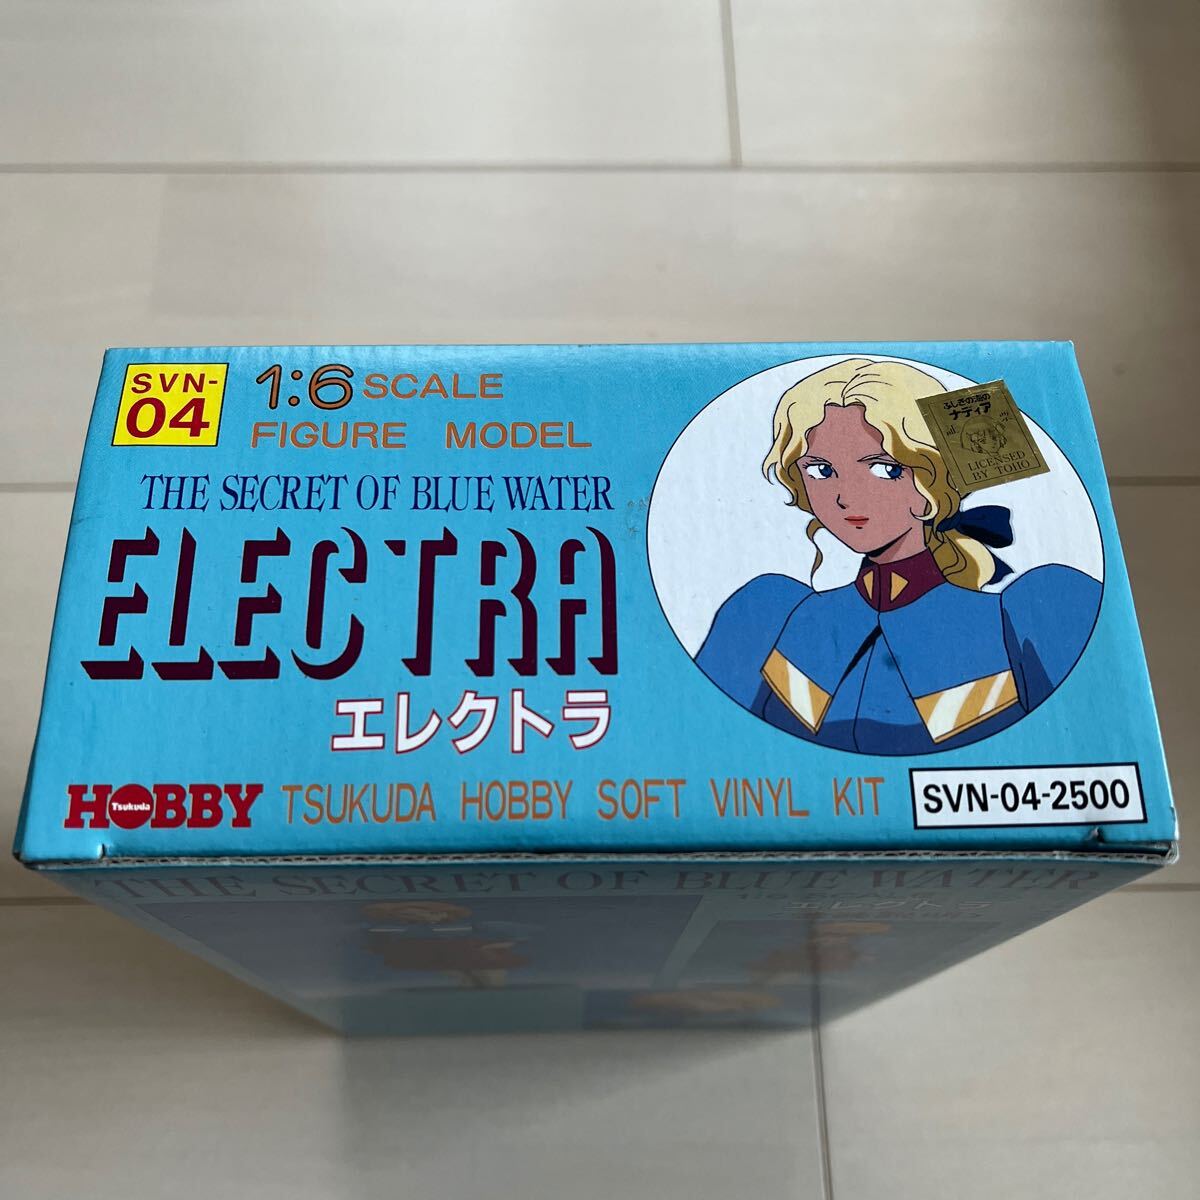 SVN-
04
1:6 SCALE
FIGURE MODEL
THE SECRET OF BLUE WATER
ELECTRA
エレクトラ
ふしぎの海の
ナディア
LICENSED
BY TOHO
HOBBY
Tsukuda
TSUKUDA HOBBY SOFT VINYL KIT
SVN-04-2500
THE SECRET OF BLUE WATER
エレクトラ